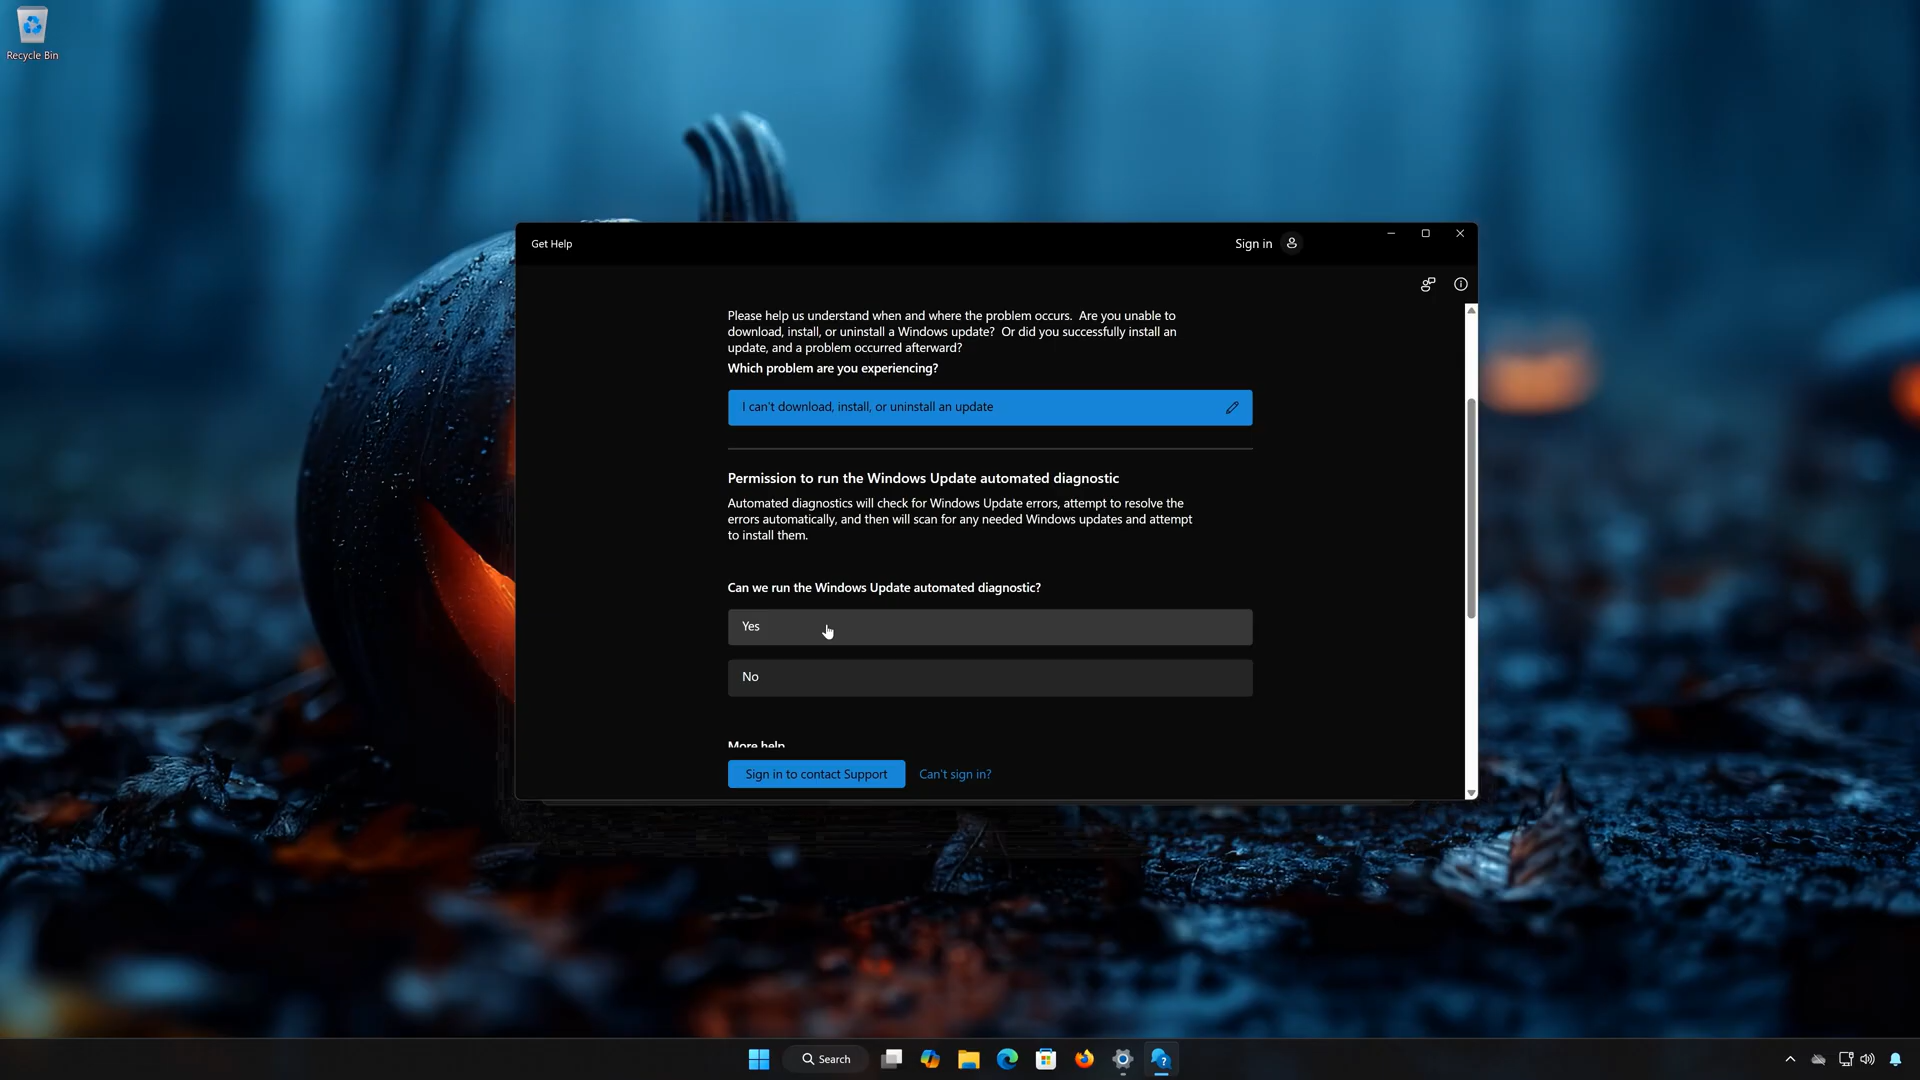 Recycle Bin
Get Help
Sign in
Please help us understand when and where the problem occurs.  Are you unable to
download, install, or uninstall a Windows update?  Or did you successfully install an
update, and a problem occurred afterward?
Which problem are you experiencing?
I can't download, install, or uninstall an update
Permission to run the Windows Update automated diagnostic
Automated diagnostics will check for Windows Update errors, attempt to resolve the
errors automatically, and then will scan for any needed Windows updates and attempt
to install them.
Can we run the Windows Update automated diagnostic?
Yes
No
More help
Sign in to contact Support
Can't sign in?
Search